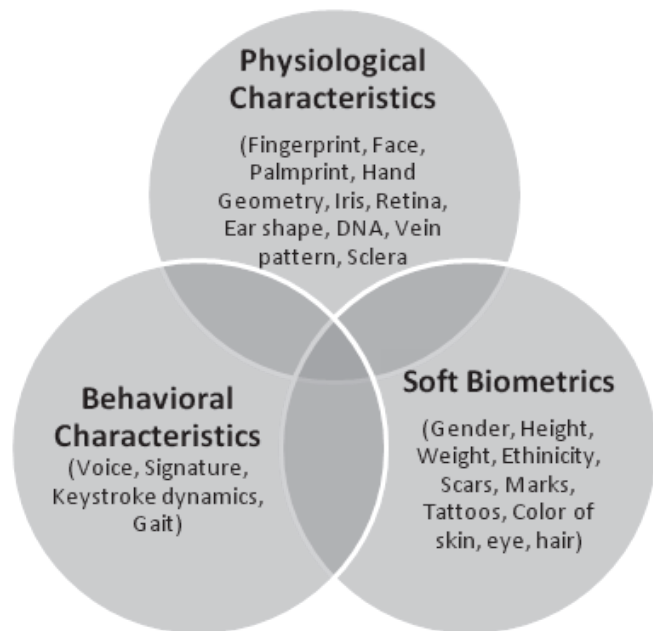 Physiological
Characteristics
(Fingerprint, Face,
Palmprint, Hand
Geometry, Iris, Retina,
Ear shape, DNA, Vein
pattern, Sclera
Behavioral
Characteristics
(Voice, Signature,
Keystroke dynamics,
Gait)
Soft Biometrics
(Gender, Height,
Weight, Ethinicity,
Scars, Marks,
Tattoos, Color of
skin, eye, hair)